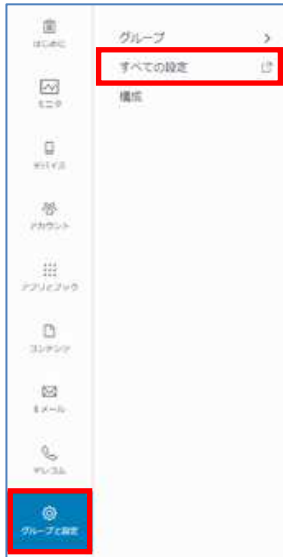 はじめに
モニタ
デバイス
アカウント
アプリとブック
コンテンツ
Eメール
テレコム
グループと設定
グループ
すべての設定
構成